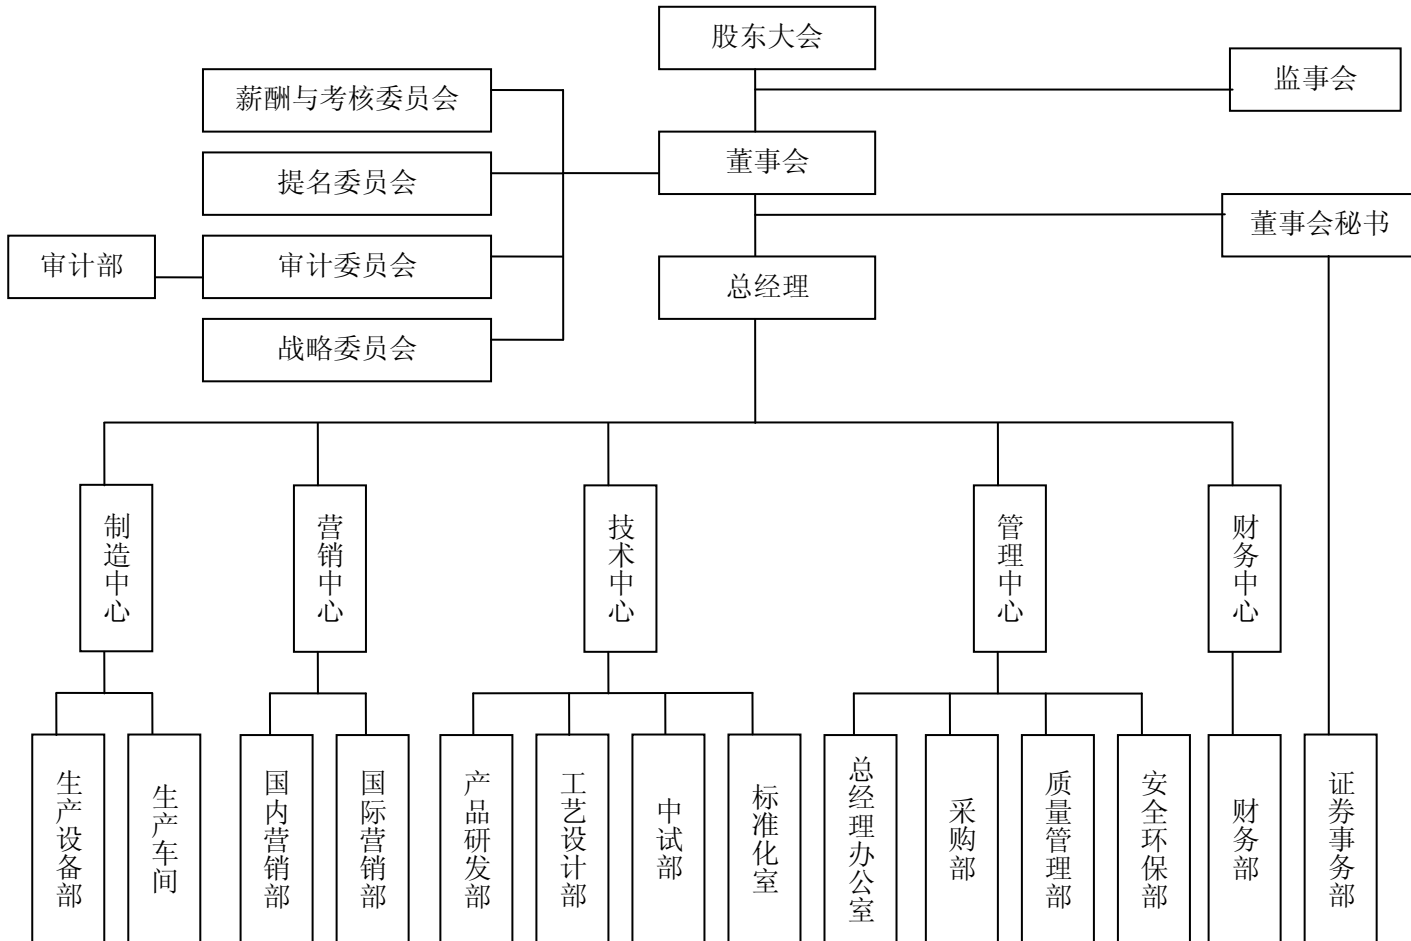 股东大会
监事会
薪酬与考核委员会
董事会
提名委员会
董事会秘书
审计部
审计委员会
总经理
战略委员会
制造中心
营销中心
技术中心
管理中心
财务中心
生产设备部
生产车间
国内营销部
国际营销部
产品研发部
工艺设计部
中试部
标准化室
总经理办公室
采购部
质量管理部
安全环保部
财务部
证券事务部